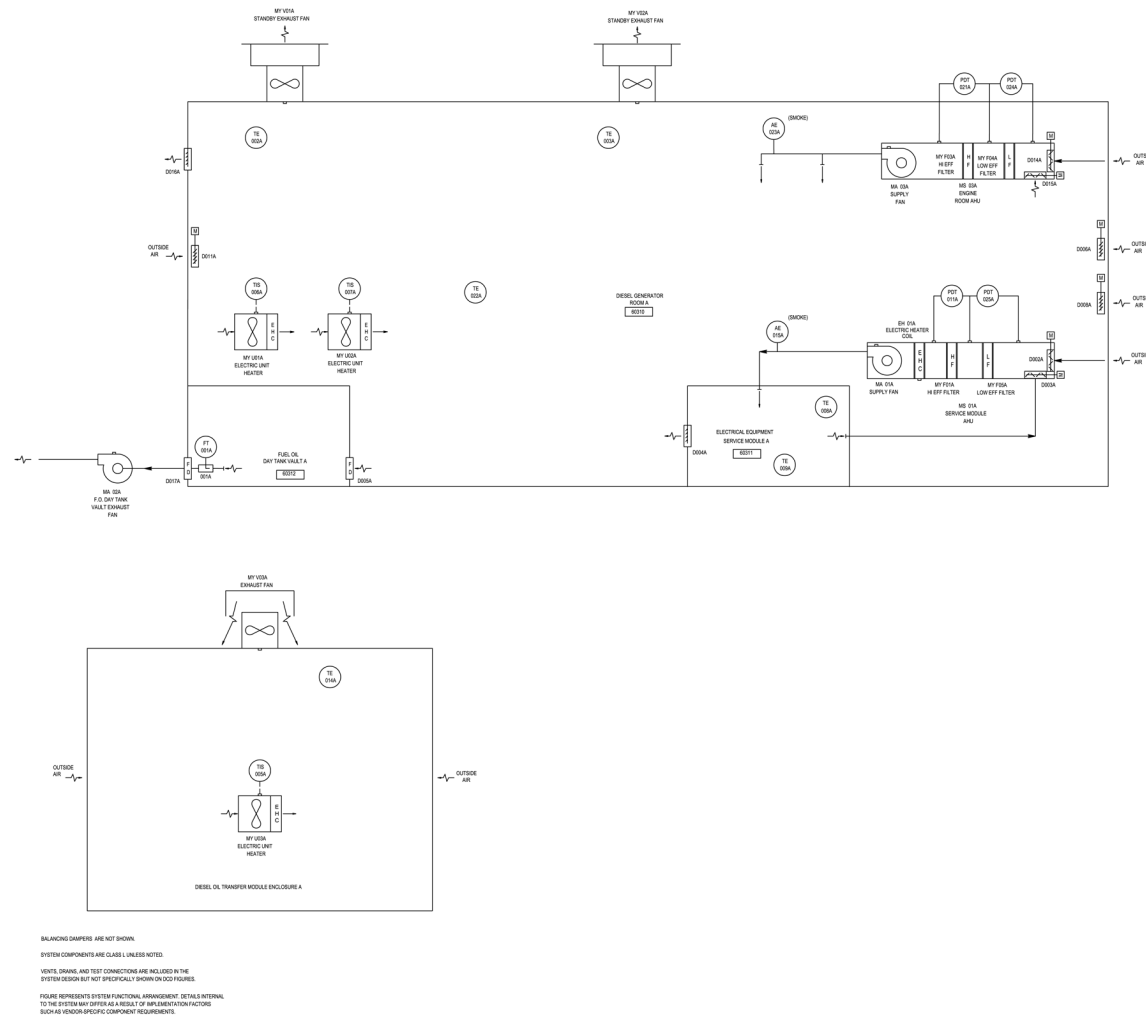 MY V01A
STANDBY EXHAUST FAN
MY V02A
STANDBY EXHAUST FAN
PDT
021A
PDT
024A
TE
002A
TE
003A
AE
023A
(SMOKE)
M
MY F03A
HI EFF
FILTER
H
F
MY F04A
LOW EFF
FILTER
L
F
D014A
M
D015A
OUTS
AIR
D016A
MA 03A
SUPPLY
FAN
MS 03A
ENGINE
ROOM AHU
M
OUTSIDE
AIR
D011A
M
D006A
OUTSI
AIR
M
D008A
OUTS
AIR
TIS
006A
TIS
007A
TE
022A
DIESEL GENERATOR
ROOM A
60310
PDT
011A
PDT
025A
E
H
C
MY U01A
ELECTRIC UNIT
HEATER
E
H
C
MY U02A
ELECTRIC UNIT
HEATER
AE
015A
(SMOKE)
EH 01A
ELECTRIC HEATER
COIL
M
E
H
C
H
F
L
F
D002A
M
D003A
OUTSI
AIR
MA 01A
SUPPLY FAN
MY F01A
HI EFF FILTER
MY F05A
LOW EFF FILTER
MS 01A
SERVICE MODULE
AHU
TE
006A
D004A
ELECTRICAL EQUIPMENT
SERVICE MODULE A
60311
TE
009A
FT
001A
001A
F
D
D017A
FUEL OIL
DAY TANK VAULT A
60312
F
D
D005A
MA 02A
F.O. DAY TANK
VAULT EXHAUST
FAN
MY V03A
EXHAUST FAN
TE
014A
OUTSIDE
AIR
OUTSIDE
AIR
TIS
005A
E
H
C
MY U03A
ELECTRIC UNIT
HEATER
DIESEL OIL TRANSFER MODULE ENCLOSURE A
BALANCING DAMPERS ARE NOT SHOWN.
SYSTEM COMPONENTS ARE CLASS L UNLESS NOTED.
VENTS, DRAINS, AND TEST CONNECTIONS ARE INCLUDED IN THE
SYSTEM DESIGN BUT NOT SPECIFICALLY SHOWN ON DCD FIGURES.
FIGURE REPRESENTS SYSTEM FUNCTIONAL ARRANGEMENT. DETAILS INTERNAL
TO THE SYSTEM MAY DIFFER AS A RESULT OF IMPLEMENTATION FACTORS
SUCH AS VENDOR-SPECIFIC COMPONENT REQUIREMENTS.